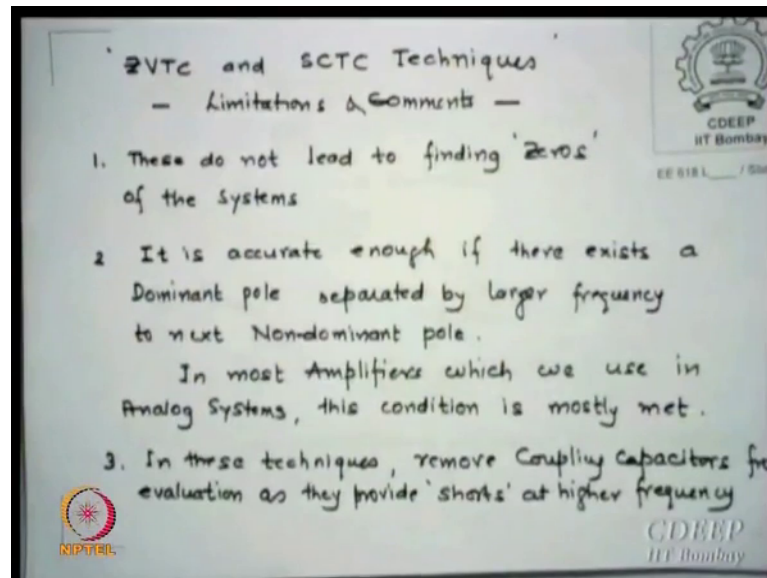 'ZVTC and SCTC Techniques'
- Limitations & Comments -
1. These do not lead to finding 'Zeros'
of the Systems
2 It is accurate enough if there exists a
Dominant pole separated by larger frequency
to next Non-dominant pole.
In most Amplifiers which we use in
Analog Systems, this condition is mostly met.
3. In these techniques, remove Coupling Capacitors
evaluation as they provide 'shorts' at higher frequency
CDEEP
IIT Bombay
EE 618 L
NPTEL
CDEEP
IIT Bombay